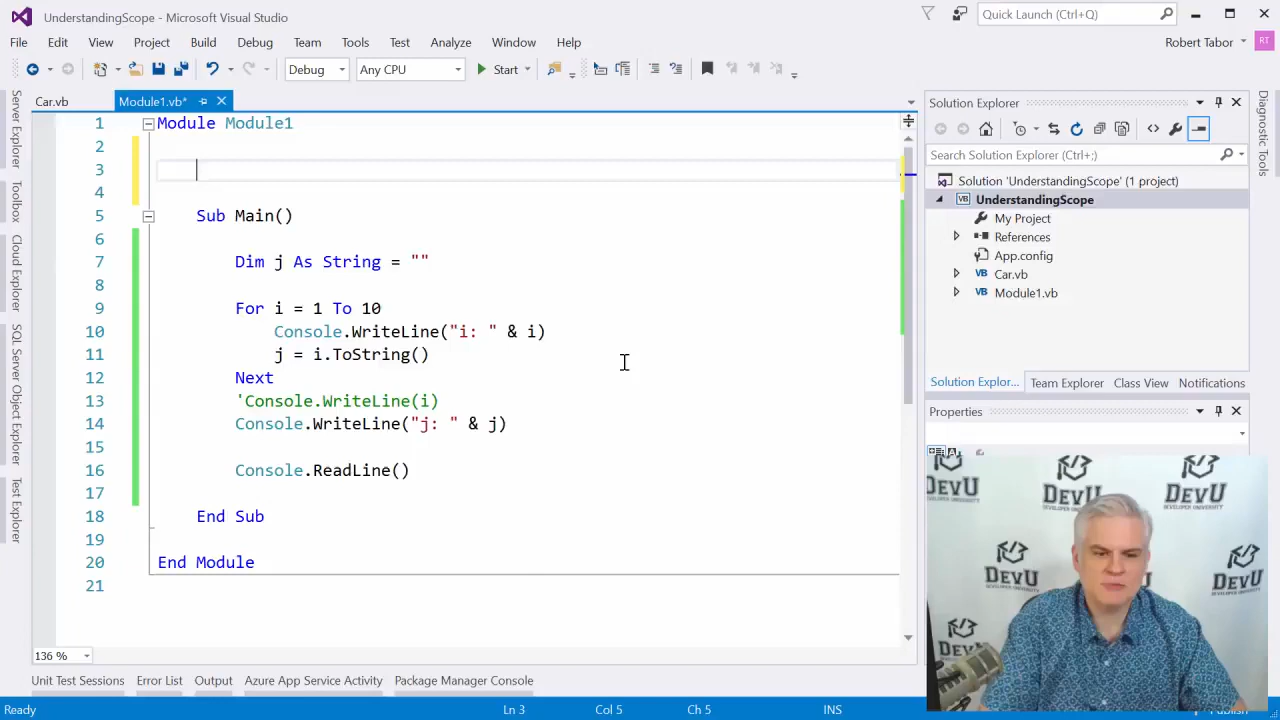 UnderstandingScope - Microsoft Visual Studio
Quick Launch (Ctrl+Q)
File Edit View Project Build Debug Team Tools Test Analyze Window Help
Robert Tabor RT
Debug Any CPU Start
Car.vb Module1.vb*
Server Explorer
Toolbox
Cloud Explorer
SQL Server Object Explorer
Test Explorer
1 Module Module1
2
3
4
5 Sub Main()
6
7 Dim j As String = ""
8
9 For i = 1 To 10
10 Console.WriteLine("i: " & i)
11 j = i.ToString()
12 Next
13 'Console.WriteLine(i)
14 Console.WriteLine("j: " & j)
15
16 Console.ReadLine()
17
18 End Sub
19
20 End Module
21
136 %
Solution Explorer
Search Solution Explorer (Ctrl+;)
Solution 'UnderstandingScope' (1 project)
UnderstandingScope
My Project
References
App.config
Car.vb
Module1.vb
Solution Explor... Team Explorer Class View Notifications
Properties
Diagnostic Tools
DevU DevU DevU
DEVELOPER UNIVERSITY DEVELOPER UNIVERSITY
DevU DevU
DevU
Unit Test Sessions Error List Output Azure App Service Activity Package Manager Console
Ready Ln 3 Col 5 Ch 5 INS